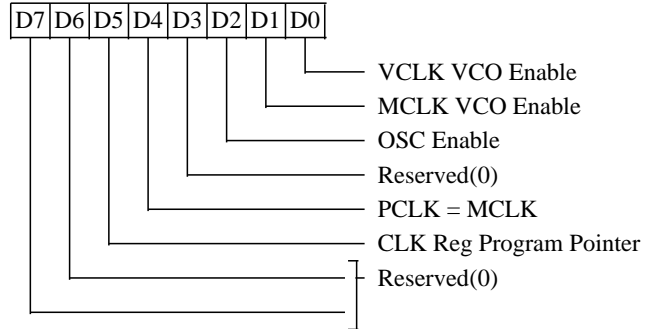 D7 D6 D5 D4 D3 D2 D1 D0
VCLK VCO Enable
MCLK VCO Enable
OSC Enable
Reserved(0)
PCLK = MCLK
CLK Reg Program Pointer
Reserved(0)